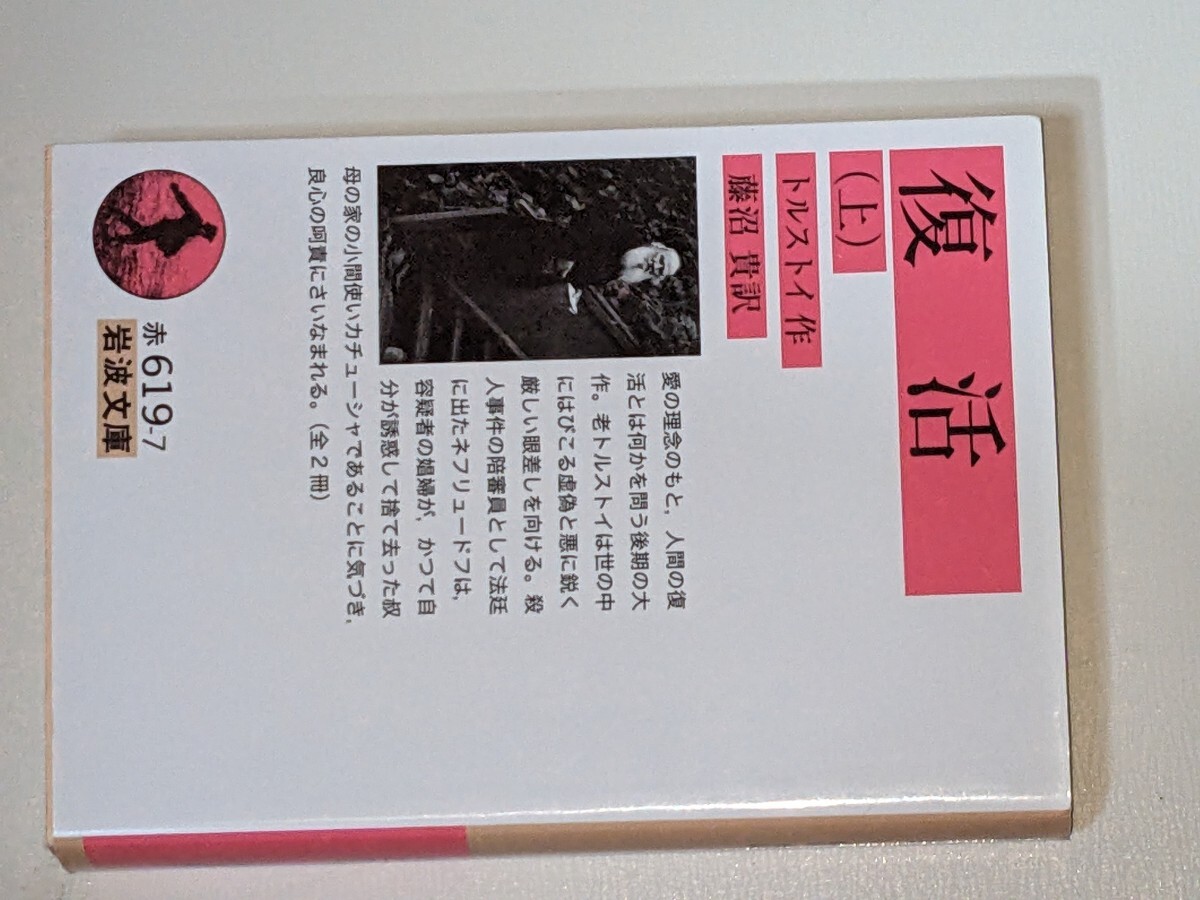 復活
（上）
トルストイ作
藤沼 貴訳
愛の理念のもと，人間の復
活とは何かを問う後期の大
作。老トルストイは世の中
にはびこる虚偽と悪に鋭く
厳しい眼差しを向ける。殺
人事件の陪審員として法廷
に出たネフリュードフは，
容疑者の娼婦が，かつて自
分が誘惑して捨て去った叔
母の家の小間使いカチューシャであることに気づき，
良心の呵責にさいなまれる。（全２冊）
赤 619-7
岩波文庫